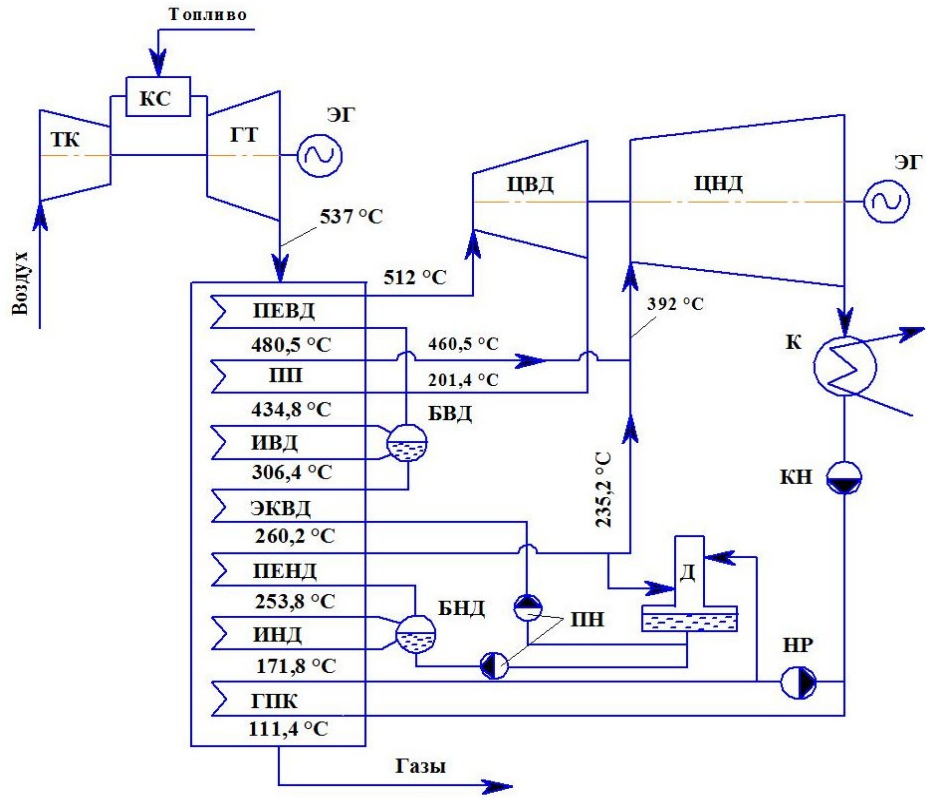 Топливо
КС
ТК
ГТ
ЭГ
Воздух
537 °C
ЦВД
ЦНД
ЭГ
512 °C
392 °C
ПЕВД
480,5 °C
460,5 °C
ПП
201,4 °C
434,8 °C
БВД
ИВД
306,4 °C
ЭКВД
260,2 °C
235,2 °C
К
КН
ПЕНД
253,8 °C
БНД
ПН
Д
ИНД
171,8 °C
НР
ГПК
111,4 °C
Газы